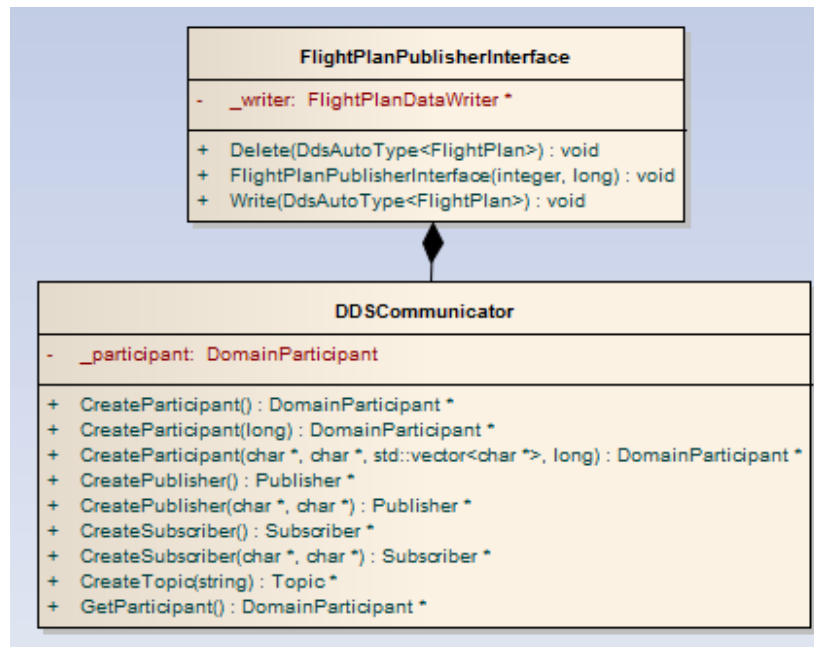 FlightPlanPublisherInterface
- _writer: FlightPlanDataWriter *
+ Delete(DdsAutoType<FlightPlan>) : void
+ FlightPlanPublisherInterface(integer, long) : void
+ Write(DdsAutoType<FlightPlan>) : void
DDSCommunicator
- _participant: DomainParticipant
+ CreateParticipant() : DomainParticipant *
+ CreateParticipant(long) : DomainParticipant *
+ CreateParticipant(char *, char *, std::vector<char *>, long) : DomainParticipant *
+ CreatePublisher() : Publisher *
+ CreatePublisher(char *, char *) : Publisher *
+ CreateSubscriber() : Subscriber *
+ CreateSubscriber(char *, char *) : Subscriber *
+ CreateTopic(string) : Topic *
+ GetParticipant() : DomainParticipant *